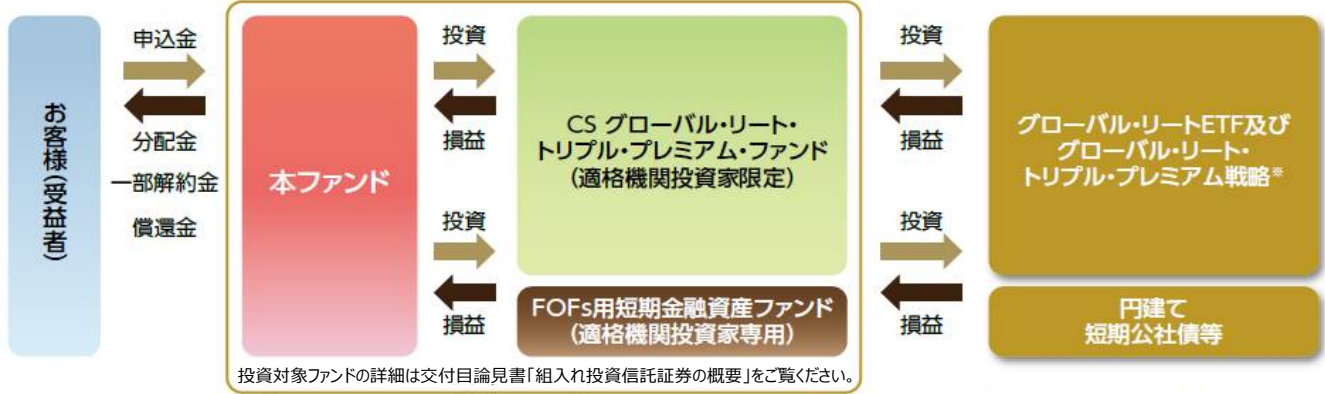 お客様(受益者)
申込金
分配金
一部解約金
償還金
本ファンド
投資
損益
投資
損益
CS グローバル・リート・
トリプル・プレミアム・ファンド
(適格機関投資家限定)
FOFs用短期金融資産ファンド
(適格機関投資家専用)
投資
損益
投資
損益
グローバル・リートETF及び
グローバル・リート・
トリプル・プレミアム戦略※
円建て
短期公社債等
投資対象ファンドの詳細は交付目論見書「組入れ投資信託証券の概要」をご覧ください。